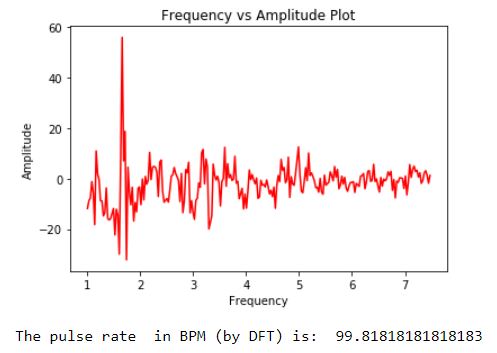 Frequency vs Amplitude Plot
60
40
20
0
−20
Amplitude
1 2 3 4 5 6 7
Frequency
The pulse rate  in BPM (by DFT) is:  99.81818181818183